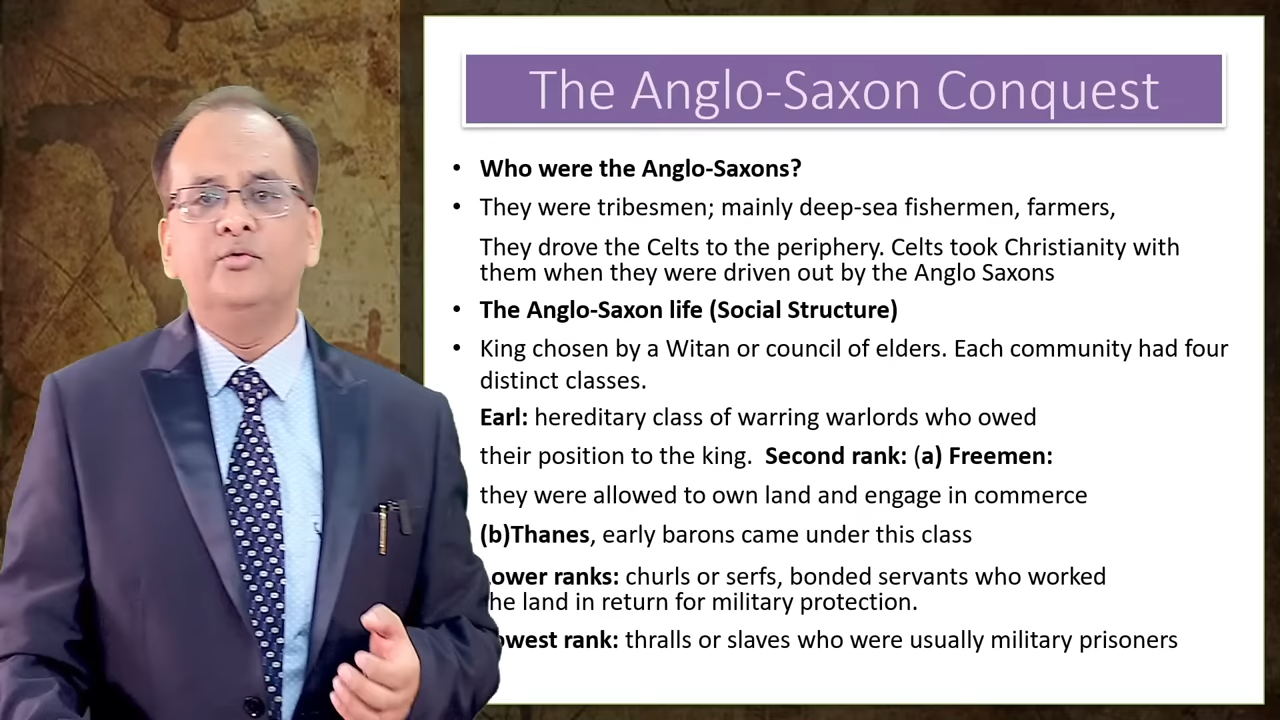 The Anglo-Saxon Conquest
• Who were the Anglo-Saxons?
• They were tribesmen; mainly deep-sea fishermen, farmers,
They drove the Celts to the periphery. Celts took Christianity with
them when they were driven out by the Anglo Saxons
• The Anglo-Saxon life (Social Structure)
• King chosen by a Witan or council of elders. Each community had four
distinct classes.
Earl: hereditary class of warring warlords who owed
their position to the king. Second rank: (a) Freemen:
they were allowed to own land and engage in commerce
(b)Thanes, early barons came under this class
ower ranks: churls or serfs, bonded servants who worked
he land in return for military protection.
owest rank: thralls or slaves who were usually military prisoners